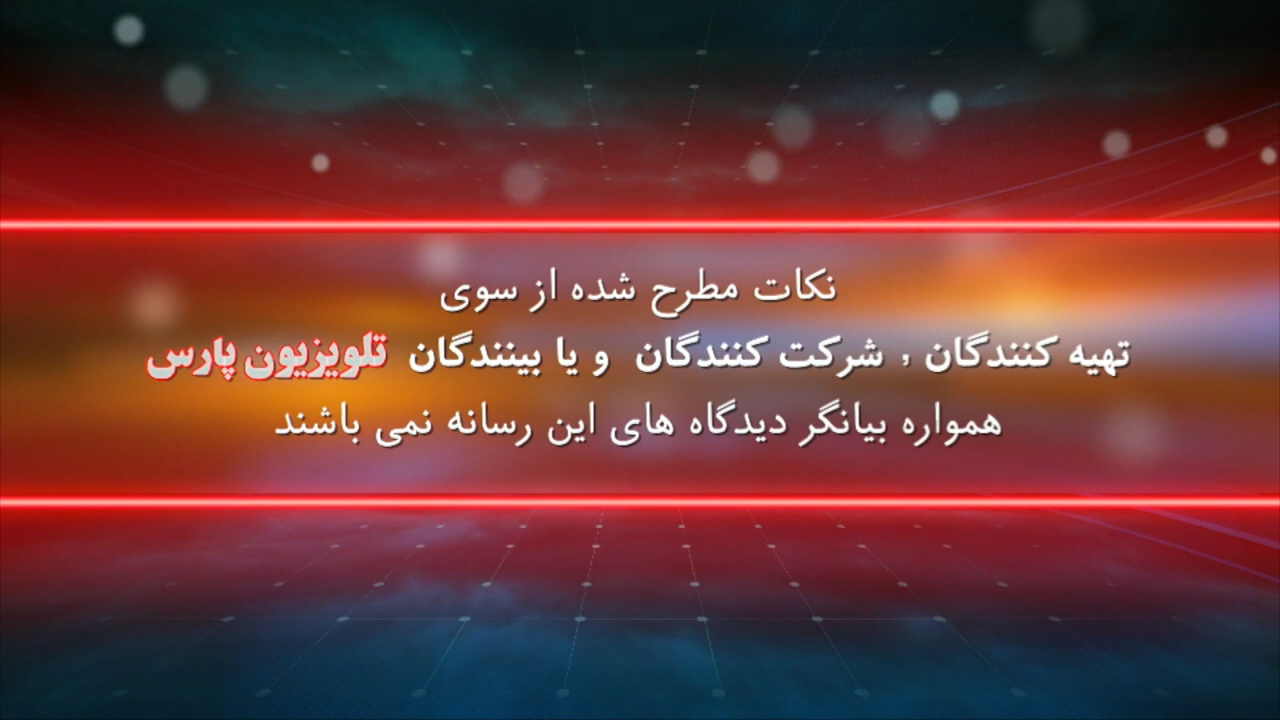 نکات مطرح شده از سوی
تهیه کنندگان , شرکت کنندگان و یا بینندگان تلویزیون پارس
همواره بیانگر دیدگاه های این رسانه نمی باشند